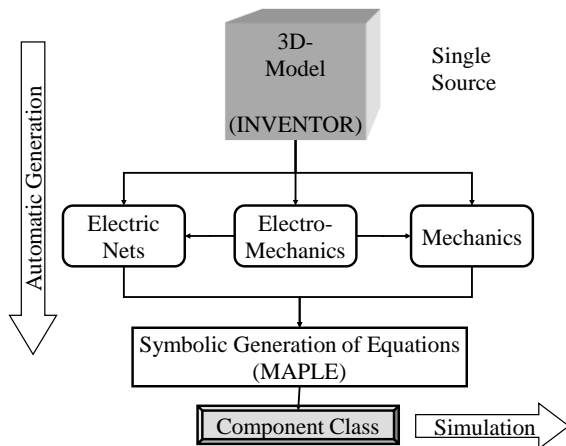 3D-
Model
(INVENTOR)
Single
Source
Automatic Generation
Electric
Nets
Electro-
Mechanics
Mechanics
Symbolic Generation of Equations
(MAPLE)
Component Class
Simulation